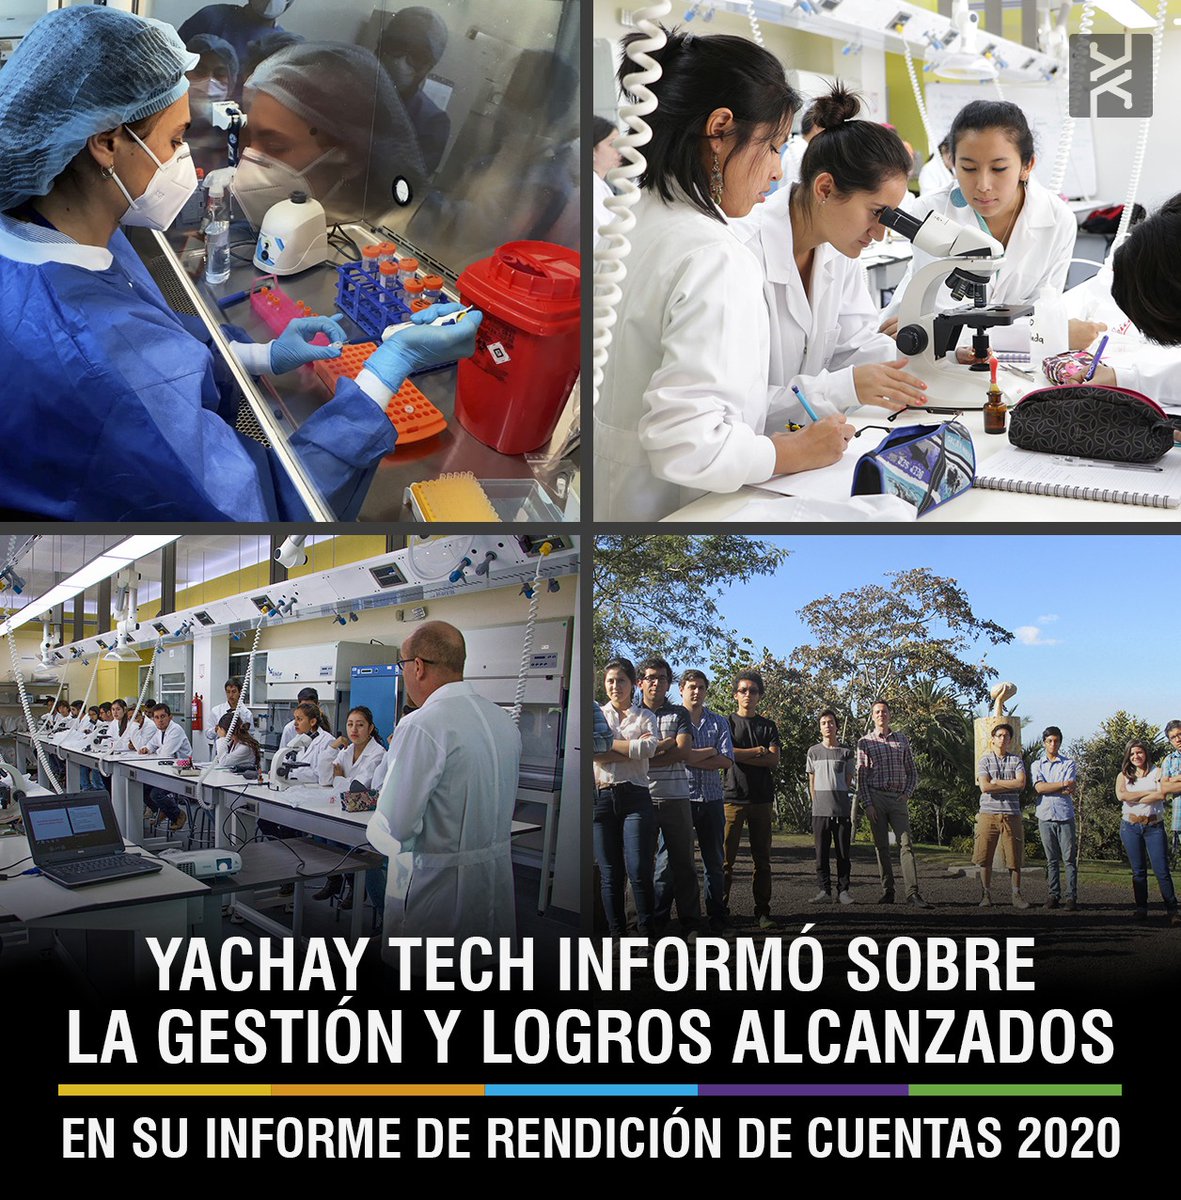 YACHAY TECH INFORMÓ SOBRE
LA GESTIÓN Y LOGROS ALCANZADOS
EN SU INFORME DE RENDICIÓN DE CUENTAS 2020